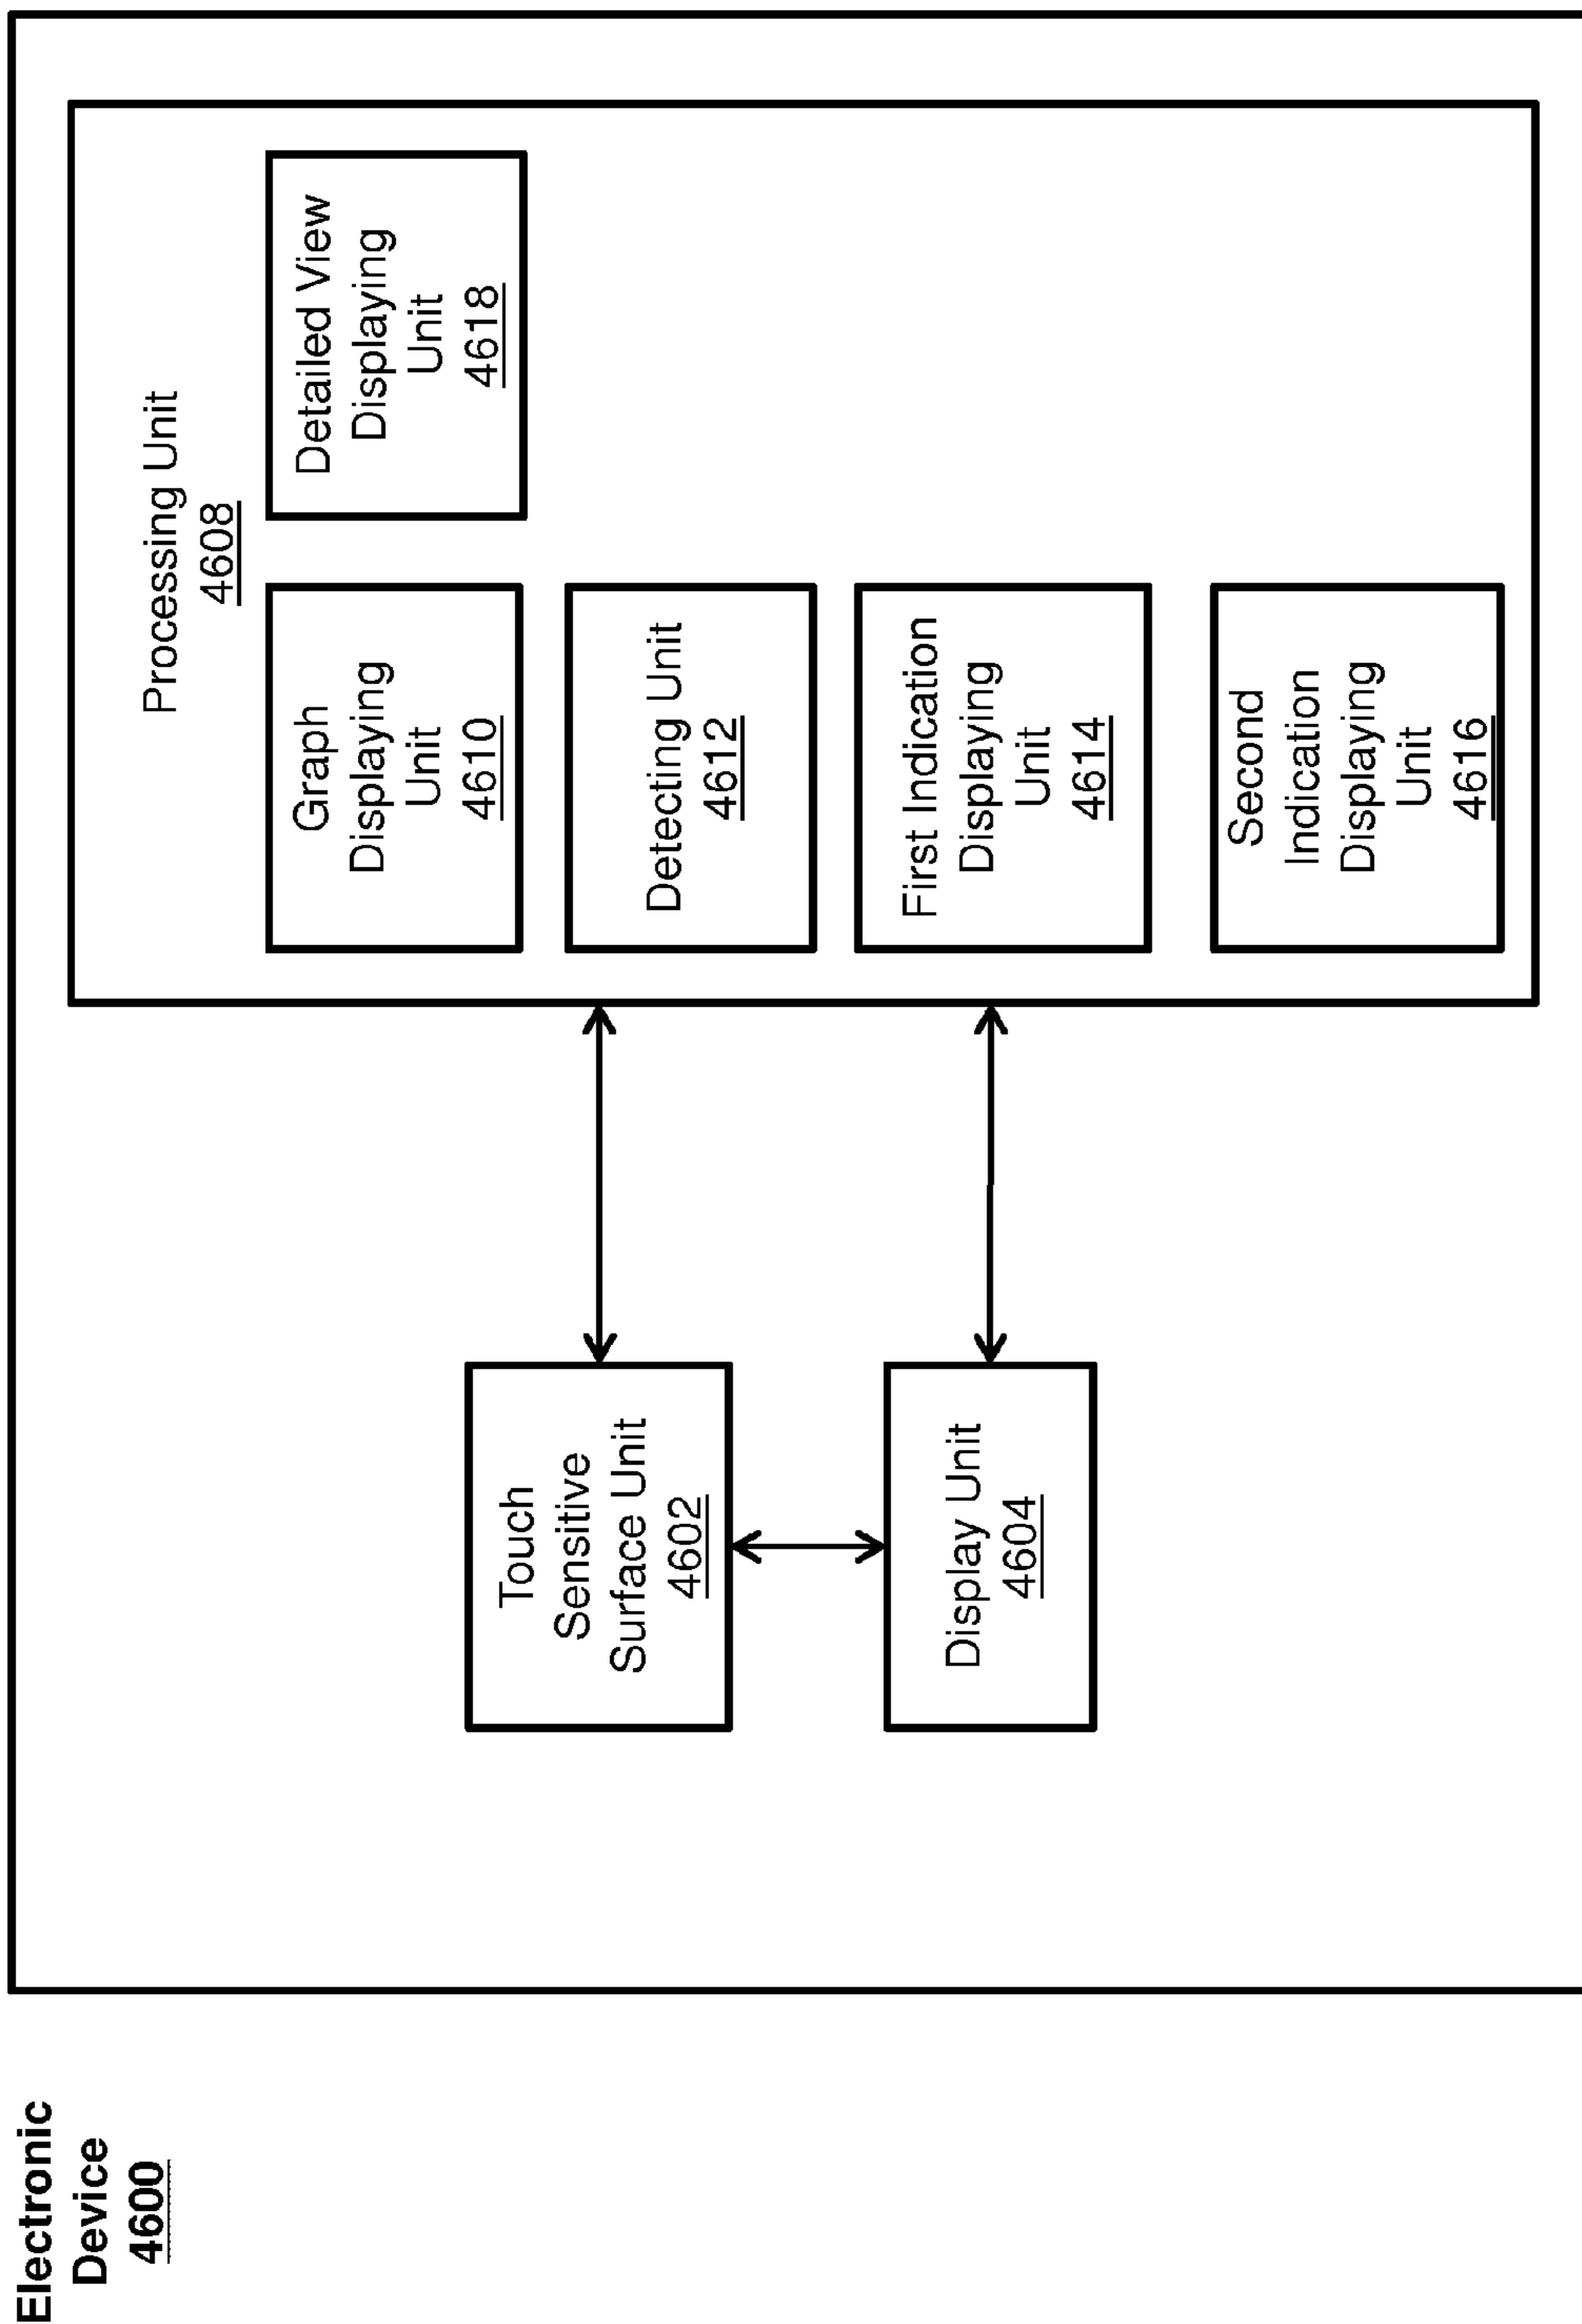 Electronic
Device
4600
Touch
Sensitive
Surface Unit
4602
Display Unit
4604
Processing Unit
4608
Graph
Displaying
Unit
4610
Detecting Unit
4612
First Indication
Displaying
Unit
4614
Second
Indication
Displaying
Unit
4616
Detailed View
Displaying
Unit
4618